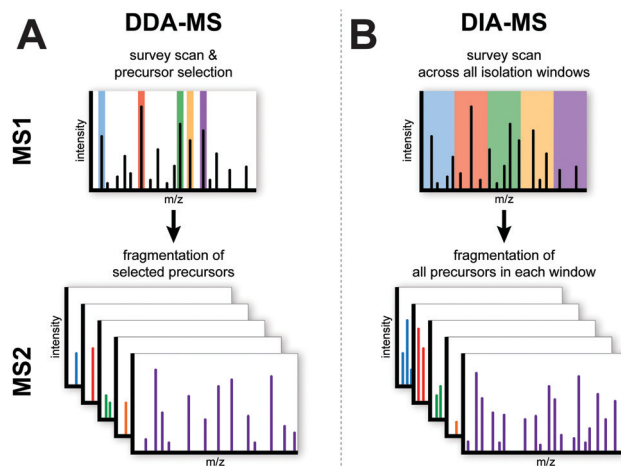 A
DDA-MS
survey scan &
precursor selection
MS1
intensity
m/z
fragmentation of
selected precursors
MS2
intensity
m/z
B
DIA-MS
survey scan
across all isolation windows
intensity
m/z
fragmentation of
all precursors in each window
intensity
m/z